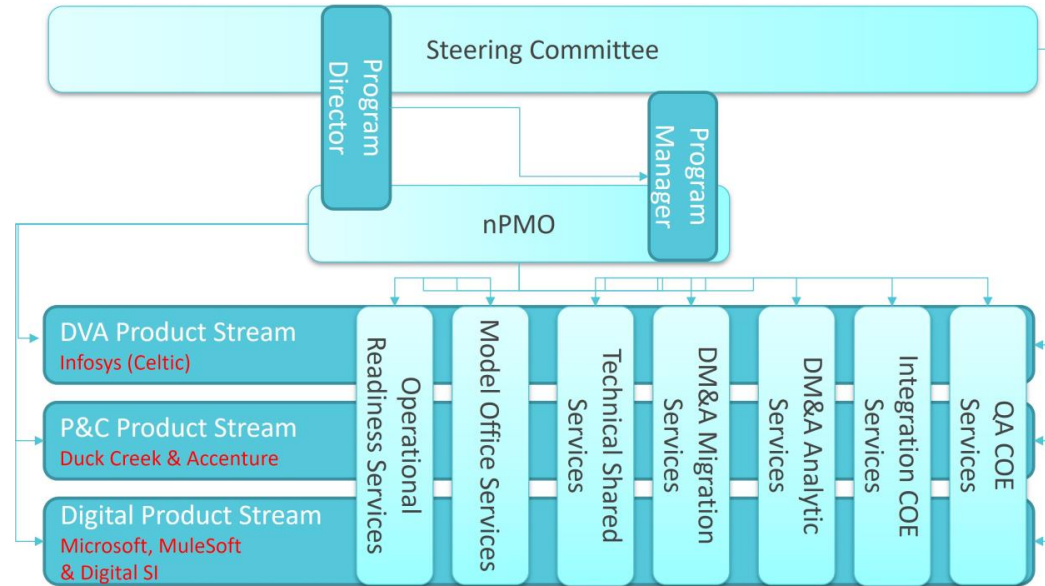 Steering Committee
Program
Director
Program
Manager
nPMO
DVA Product Stream
Infosys (Celtic)
P&C Product Stream
Duck Creek & Accenture
Digital Product Stream
Microsoft, MuleSoft
& Digital SI
Operational
Readiness Services
Model Office Services
Technical Shared
Services
DM&A Migration
Services
DM&A Analytic
Services
Integration COE
Services
QA COE
Services